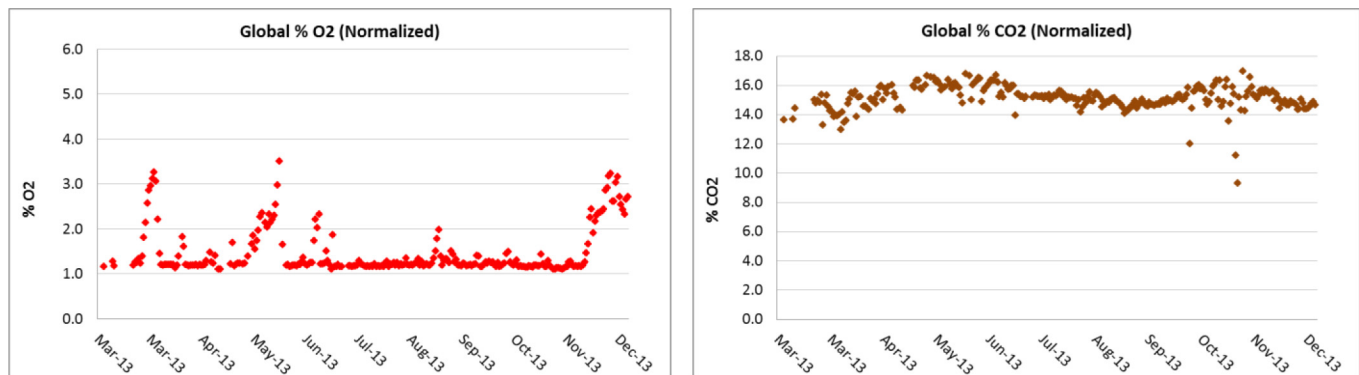 Global % O2 (Normalized)
6.0
5.0
4.0
3.0
2.0
1.0
0.0
% O2
Mar-13
Mar-13
Apr-13
May-13
Jun-13
Jul-13
Aug-13
Sep-13
Oct-13
Nov-13
Dec-13
Global % CO2 (Normalized)
18.0
16.0
14.0
12.0
10.0
8.0
6.0
4.0
2.0
0.0
% CO2
Mar-13
Mar-13
Apr-13
May-13
Jun-13
Jul-13
Aug-13
Sep-13
Oct-13
Nov-13
Dec-13